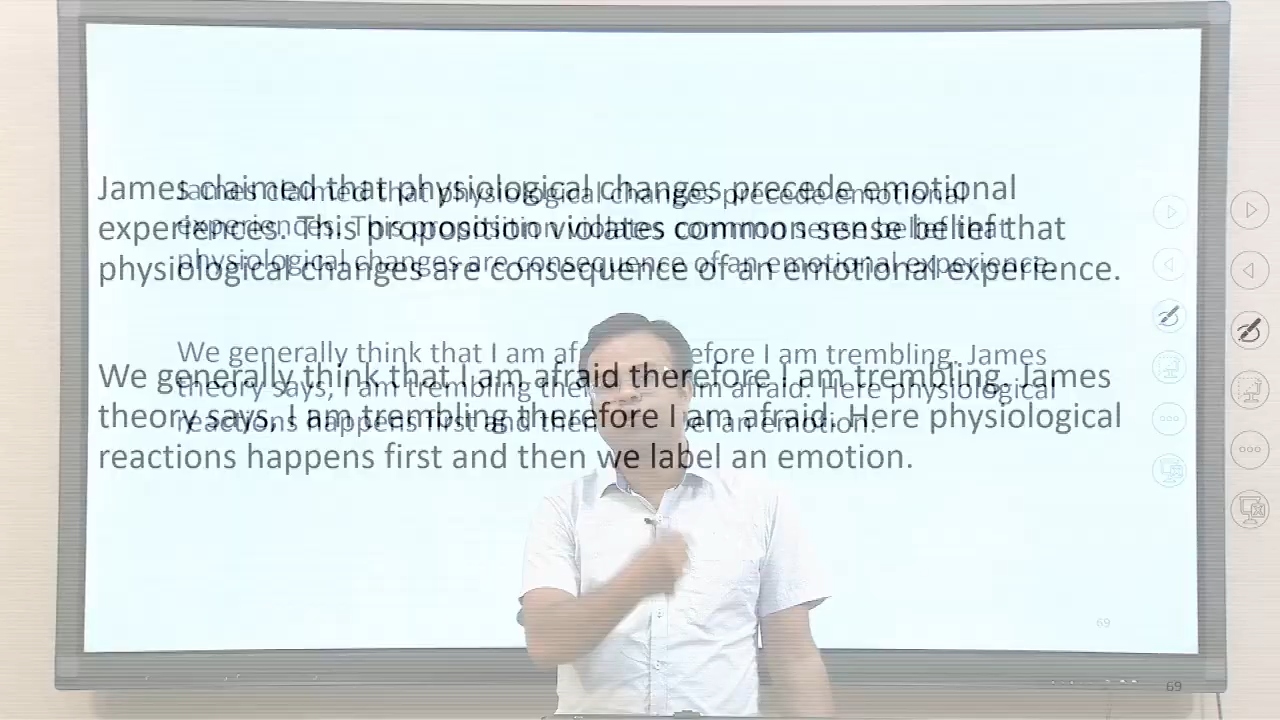 James claimed that physiological changes precede emotional
experiences. This proposition violates common sense belief that
physiological changes are consequence of an emotional experience.
We generally think that I am afraid therefore I am trembling. James
theory says, I am trembling therefore I am afraid. Here physiological
reactions happens first and then we label an emotion.
69